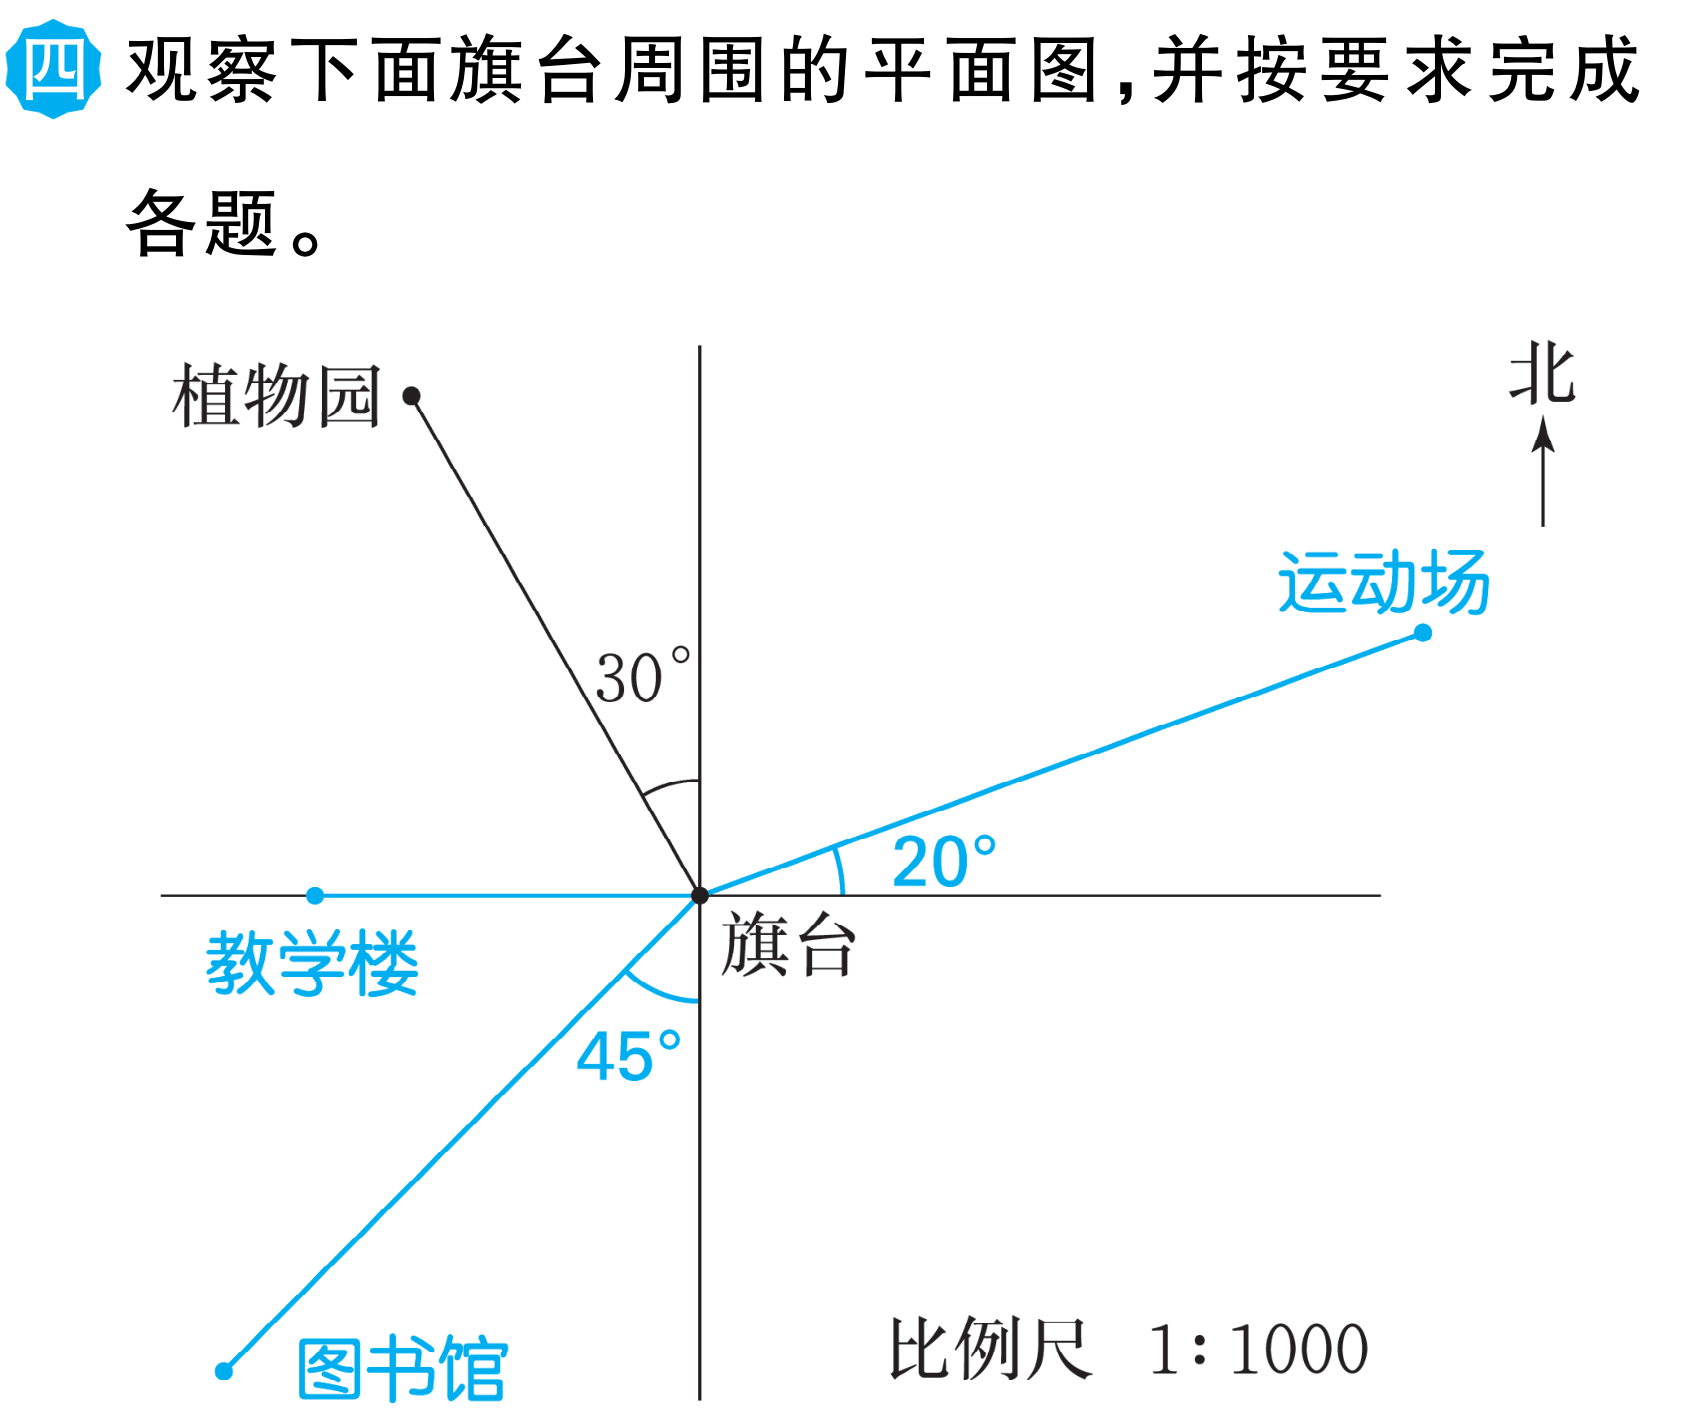 四 观察下面旗台周围的平面图,并按要求完成
各题。
北
植物园
运动场
30°
20°
旗台
教学楼
45°
图书馆
比例尺 1:1000